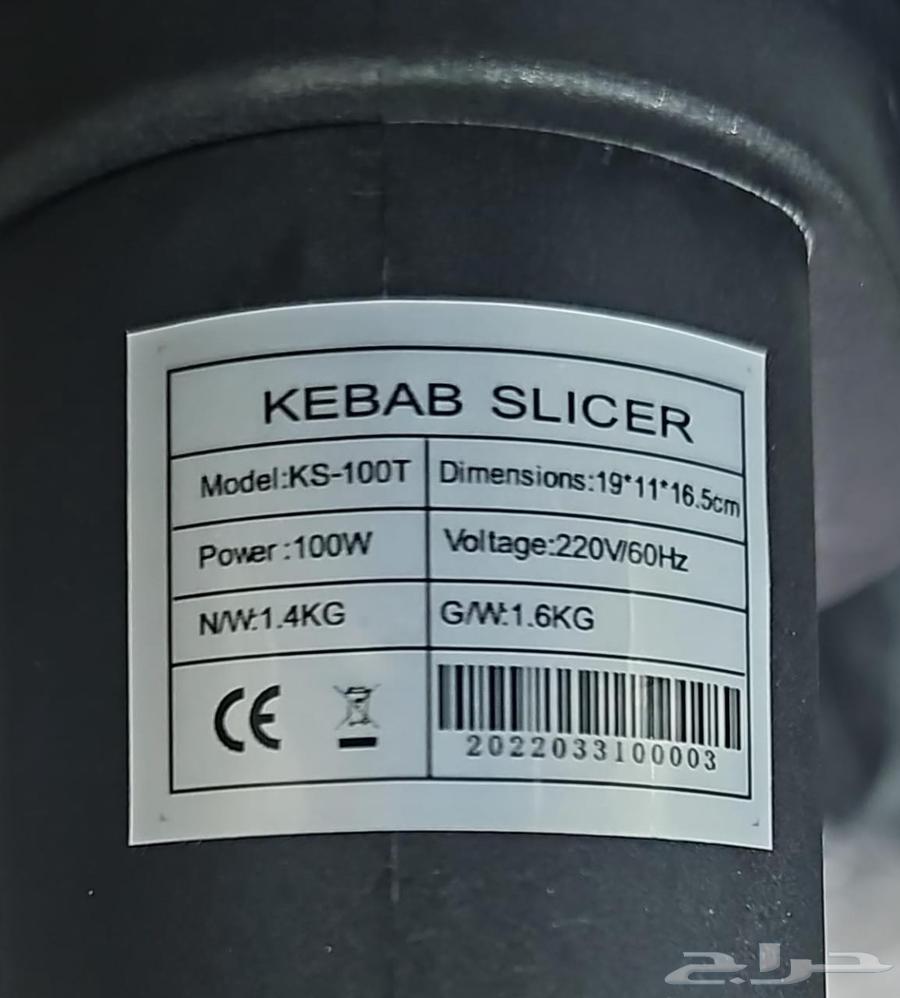 KEBAB SLICER
Model:KS-100T
Dimensions:19*11*16.5cm
Power :100W
Voltage:220V/60Hz
N/W:1.4KG
G/W:1.6KG
CE
2022033100003
حراج